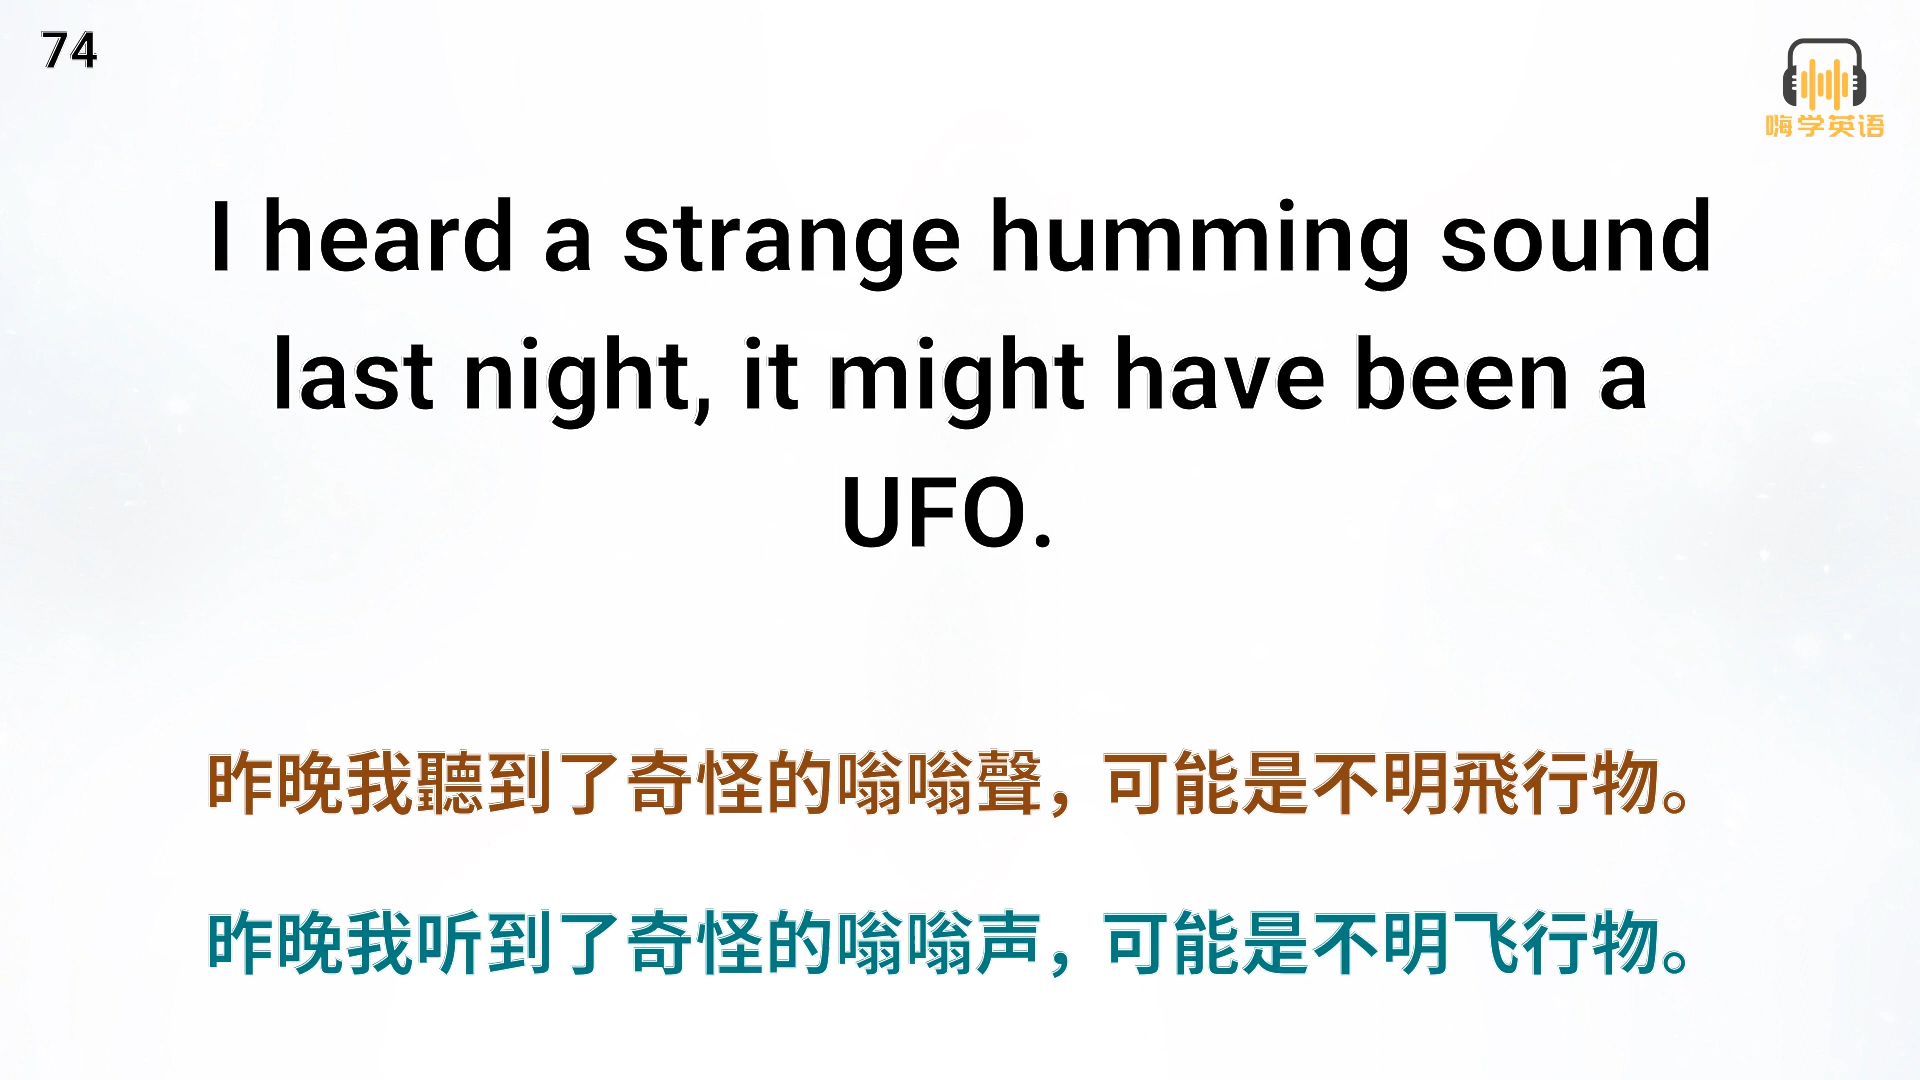 74
嗨学英语
I heard a strange humming sound
last night, it might have been a
UFO.
昨晚我聽到了奇怪的嗡嗡聲，可能是不明飛行物。
昨晚我听到了奇怪的嗡嗡声，可能是不明飞行物。